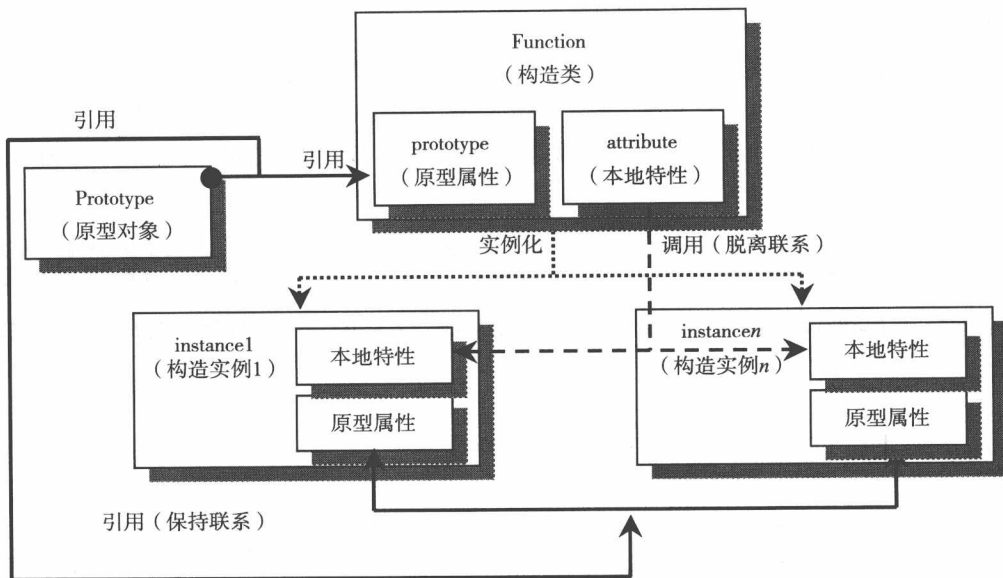 Function
（构造类）
引用
prototype
（原型属性）
attribute
（本地特性）
引用
Prototype
（原型对象）
实例化
调用（脱离联系）
instance1
（构造实例1）
本地特性
原型属性
instancen
（构造实例n）
本地特性
原型属性
引用（保持联系）